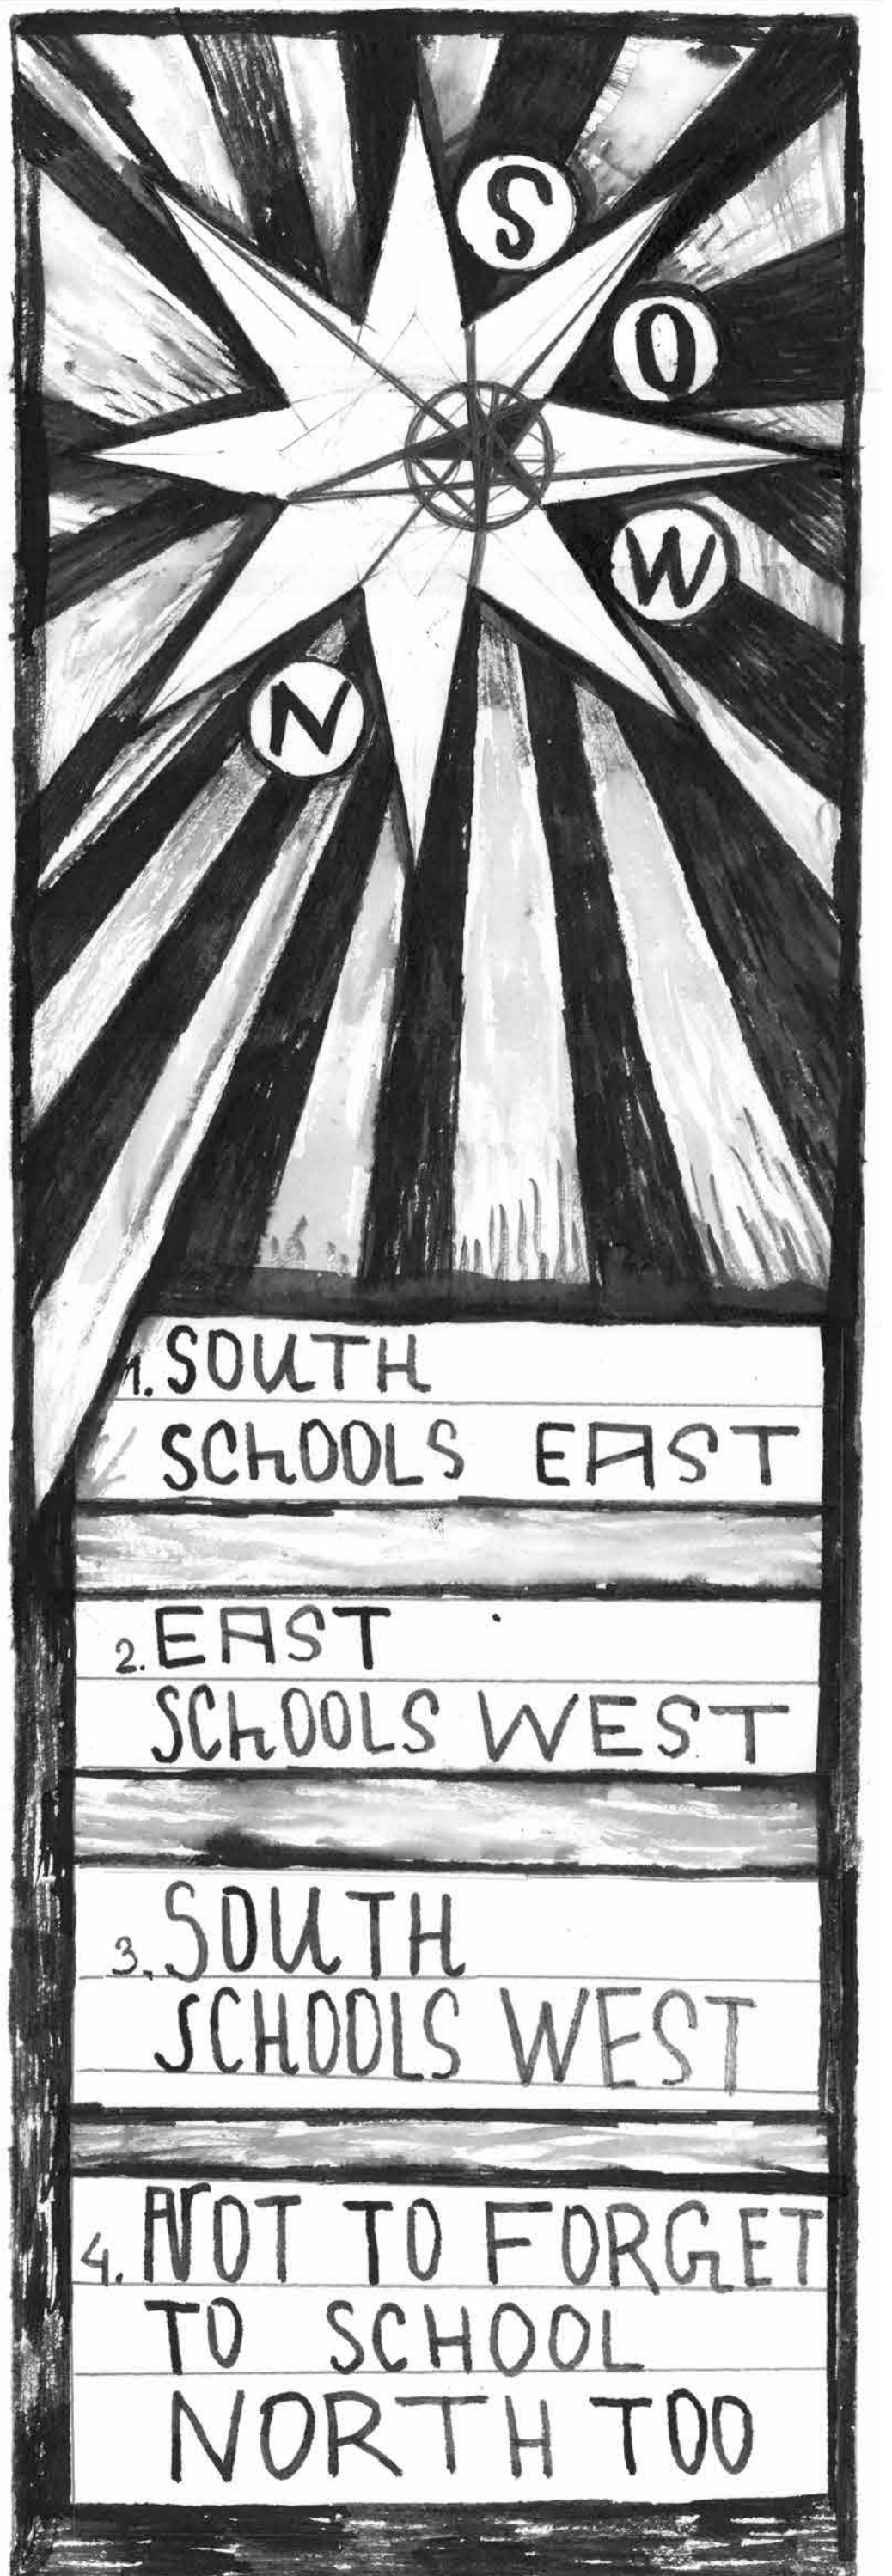 S
O
W
N
1. SOUTH
SCHOOLS EAST
2. EAST
SCHOOLS WEST
3. SOUTH
SCHOOLS WEST
4. NOT TO FORGET
TO SCHOOL
NORTH TOO